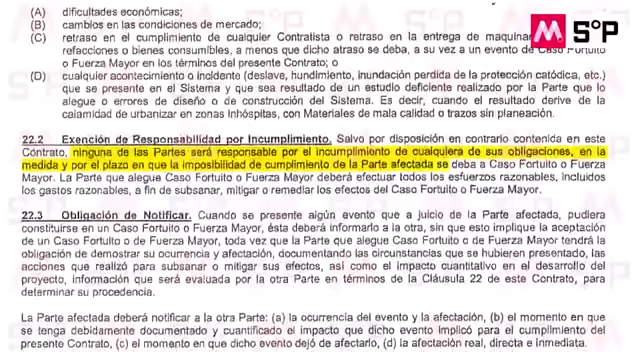 (A) dificultades económicas;
(B) cambios en las condiciones de mercado;
(C) retraso en el cumplimiento de cualquier Contratista o retraso en la entrega de maquinar
refacciones o bienes consumibles, a menos que dicho atraso se deba, a su vez a un evento de Caso Fortuito
o Fuerza Mayor en los términos del presente Contrato; o
(D) cualquier acontecimiento o incidente (deslave, hundimiento, inundación perdida de la protección catódica, etc.)
que se presente en el Sistema y que sea resultado de un estudio deficiente realizado por la Parte que lo
alegue o errores de diseño o de construcción del Sistema. Es decir, cuando el resultado derive de la
calamidad de urbanizar en zonas inhóspitas, con Materiales de mala calidad o trazos sin planeación.
M S°P
22.2 Exención de Responsabilidad por Incumplimiento. Salvo por disposición en contrario contenida en este
Contrato, ninguna de las Partes será responsable por el incumplimiento de cualquiera de sus obligaciones, en la
medida y por el plazo en que la imposibilidad de cumplimiento de la Parte afectada se deba a Caso Fortuito o Fuerza
Mayor. La Parte que alegue Caso Fortuito o Fuerza Mayor deberá efectuar todos los esfuerzos razonables, incluidos
los gastos razonables, a fin de subsanar, mitigar o remediar los efectos del Caso Fortuito o Fuerza Mayor.
22.3 Obligación de Notificar. Cuando se presente algún evento que a juicio de la Parte afectada, pudiera
constituirse en un Caso Fortuito o Fuerza Mayor, ésta deberá informarlo a la otra, sin que esto implique la aceptación
de un Caso Fortuito o de Fuerza Mayor, toda vez que la Parte que alegue Caso Fortuito o de Fuerza Mayor tendrá la
obligación de demostrar su ocurrencia y afectación, documentando las circunstancias que se hubieren presentado, las
acciones que realizó para subsanar o mitigar sus efectos, así como el impacto cuantitativo en el desarrollo del
proyecto, información que será evaluada por la otra Parte en términos de la Cláusula 22 de este Contrato, para
determinar su procedencia.
La Parte afectada deberá notificar a la otra Parte: (a) la ocurrencia del evento y la afectación, (b) el momento en que
se tenga debidamente documentado y cuantificado el impacto que dicho evento implicó para el cumplimiento del
presente Contrato, (c) el momento en que dicho evento dejó de afectarlo, (d) la afectación real, directa e inmediata.